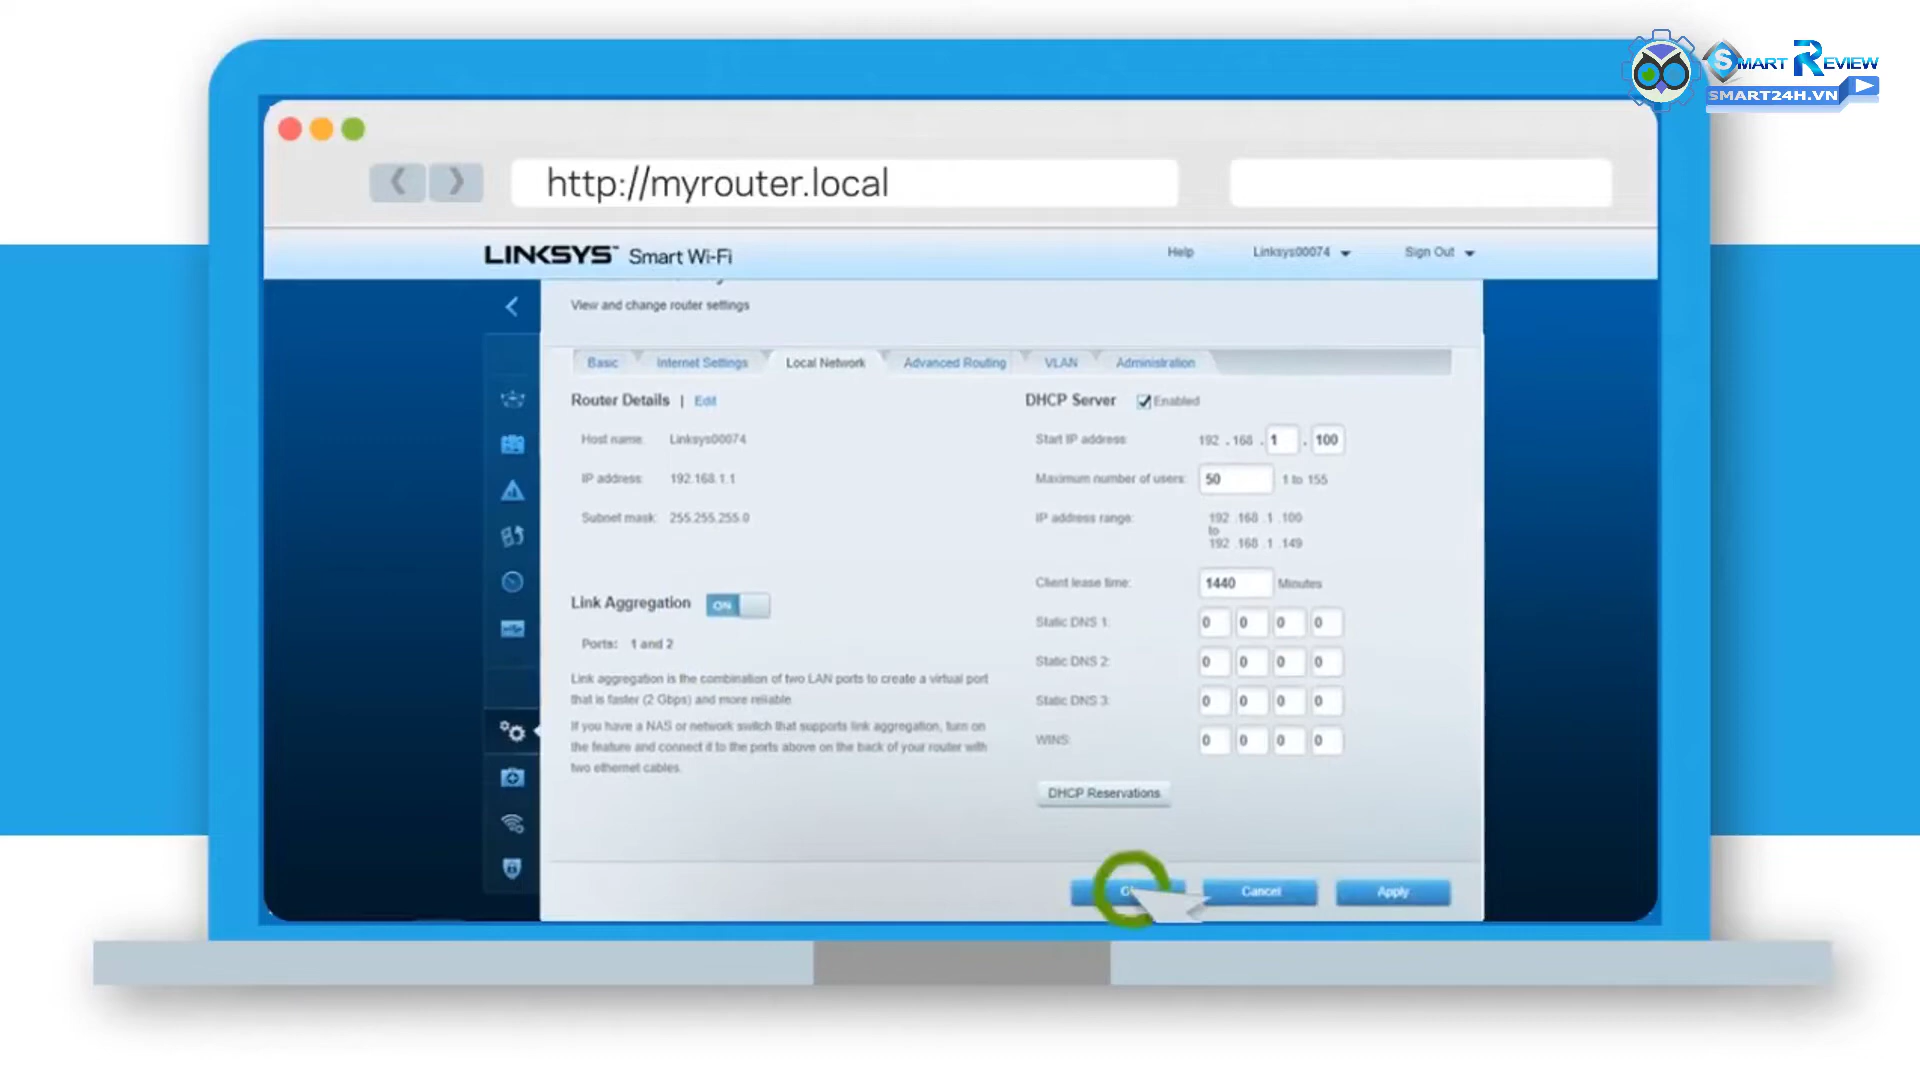 SMART REVIEW
SMART24H.VN
http://myrouter.local
LINKSYS™ Smart Wi-Fi
Help
Linksys00074
Sign Out
View and change router settings
Basic
Internet Settings
Local Network
Advanced Routing
VLAN
Administration
Router Details | Edit
Host name: Linksys00074
IP address: 192.168.1.1
Subnet mask: 255.255.255.0
Link Aggregation ON
Ports: 1 and 2
Link aggregation is the combination of two LAN ports to create a virtual port
that is faster (2 Gbps) and more reliable
If you have a NAS or network switch that supports link aggregation, turn on
the feature and connect it to the ports above on the back of your router with
two ethernet cables.
DHCP Server Enabled
Start IP address: 192 . 168 . 1 . 100
Maximum number of users: 50 1 to 155
IP address range: 192 .168 .1 .100
to
192 .168 .1 .149
Client lease time: 1440 Minutes
Static DNS 1: 0 0 0 0
Static DNS 2: 0 0 0 0
Static DNS 3: 0 0 0 0
WINS: 0 0 0 0
DHCP Reservations
Cancel
Apply